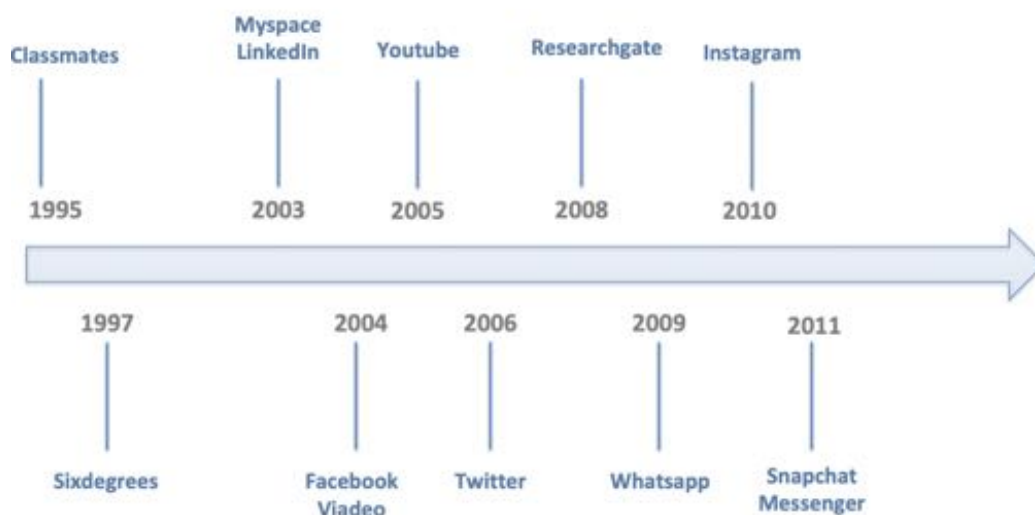 Classmates
Myspace
LinkedIn
Youtube
Researchgate
Instagram
1995
2003
2005
2008
2010
1997
2004
2006
2009
2011
Sixdegrees
Facebook
Viadeo
Twitter
Whatsapp
Snapchat
Messenger